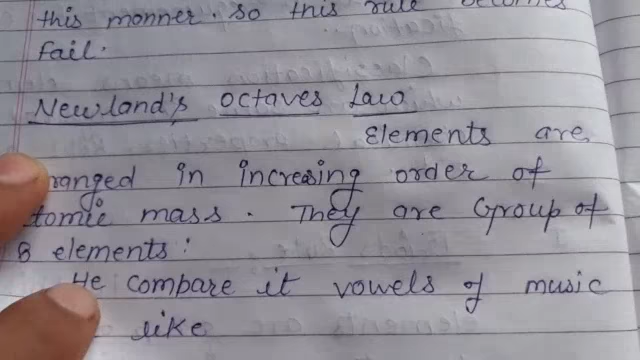 this manner. so this rule becomes
fail.
Newland's octaves Law
Elements are
ranged in increasing order of
tomic mass. They are Group of
8 elements:
He compare it vowels of music
like